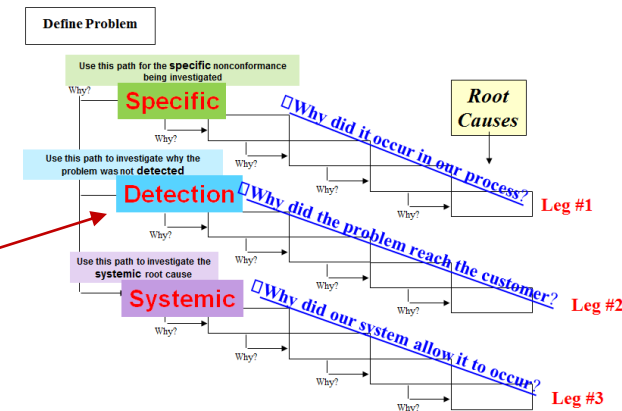 Define Problem
Use this path for the specific nonconformance
being investigated
Why?
Specific
Why did it occur in our process?
Root
Causes
Why?
Why?
Why?
Why?
Leg #1
Use this path to investigate why the
problem was not detected
Detection
Why did the problem reach the customer?
Why?
Why?
Why?
Why?
Leg #2
Use this path to investigate the
systemic root cause
Systemic
Why did our system allow it to occur?
Why?
Why?
Why?
Why?
Leg #3